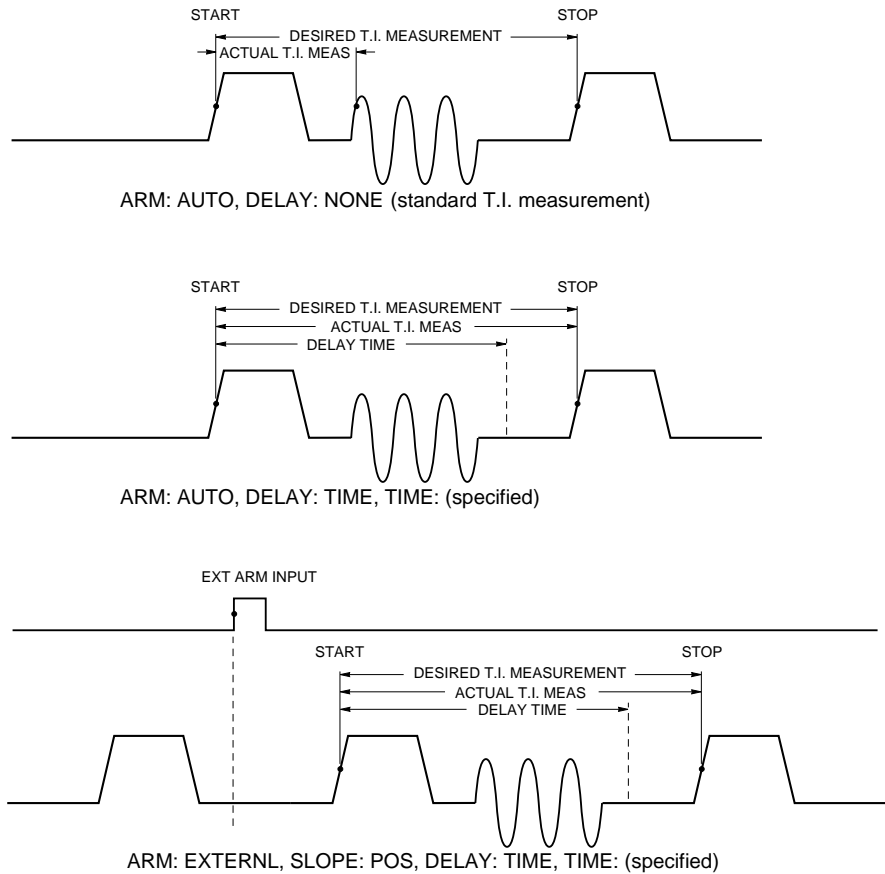 START STOP
DESIRED T.I. MEASUREMENT
ACTUAL T.I. MEAS
ARM: AUTO, DELAY: NONE (standard T.I. measurement)
START STOP
DESIRED T.I. MEASUREMENT
ACTUAL T.I. MEAS
DELAY TIME
ARM: AUTO, DELAY: TIME, TIME: (specified)
EXT ARM INPUT
START STOP
DESIRED T.I. MEASUREMENT
ACTUAL T.I. MEAS
DELAY TIME
ARM: EXTERNL, SLOPE: POS, DELAY: TIME, TIME: (specified)